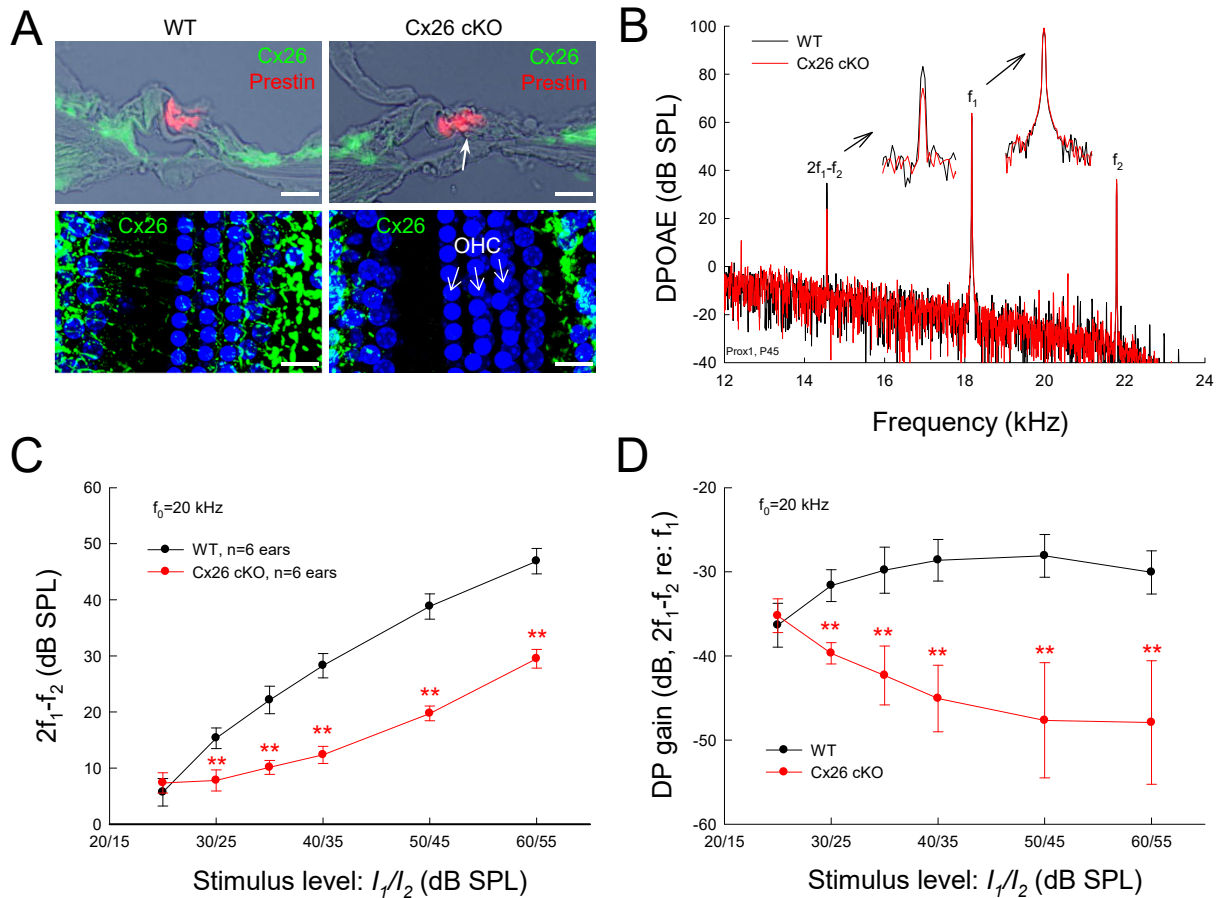 A
WT
Cx26 cKO
Cx26
Prestin
Cx26
Prestin
Cx26
OHC
B
WT
Cx26 cKO
f1
2f1-f2
f2
DPOAE (dB SPL)
100
80
60
40
20
0
-20
-40
Prox1, P45
12 14 16 18 20 22 24
Frequency (kHz)
C
f0=20 kHz
WT, n=6 ears
Cx26 cKO, n=6 ears
2f1-f2 (dB SPL)
60
50
40
30
20
10
0
** ** ** ** **
20/15 30/25 40/35 50/45 60/55
Stimulus level: I1/I2 (dB SPL)
D
f0=20 kHz
DP gain (dB, 2f1-f2 re: f1)
-20
-30
-40
-50
-60
** ** ** ** **
WT
Cx26 cKO
20/15 30/25 40/35 50/45 60/55
Stimulus level: I1/I2 (dB SPL)